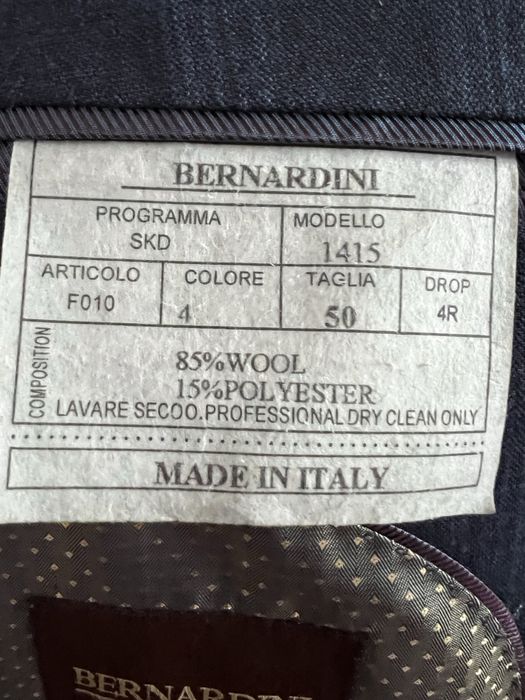 BERNARDINI
PROGRAMMA
SKD
MODELLO
1415
ARTICOLO
F010
COLORE
4
TAGLIA
50
DROP
4R
COMPOSITION
85%WOOL
15%POLYESTER
LAVARE SECOO.PROFESSIONAL DRY CLEAN ONLY
MADE IN ITALY
BERNARDINI